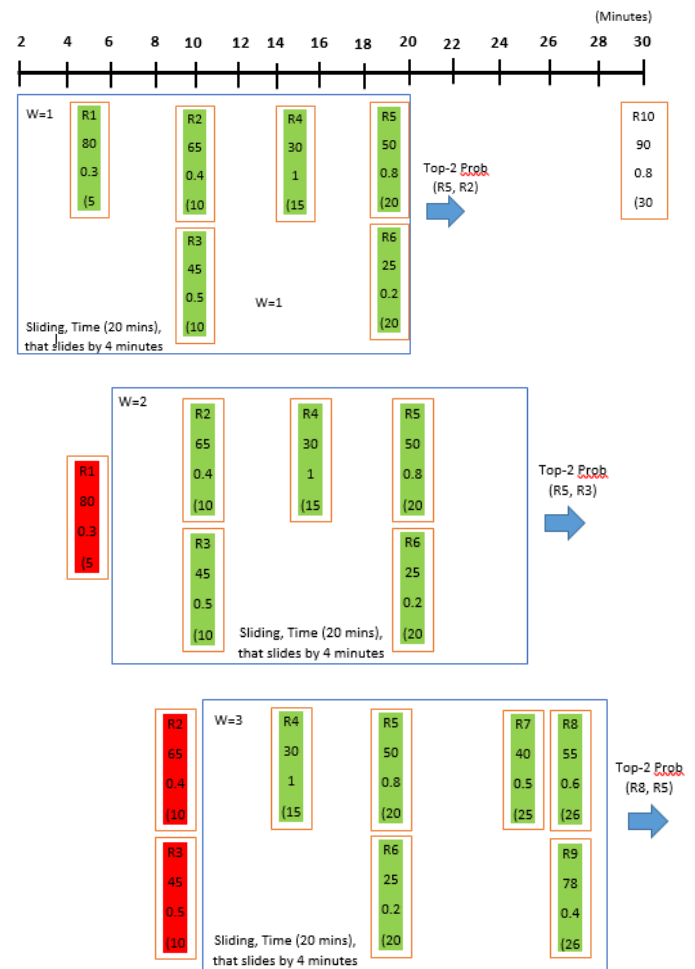 (Minutes)
2 4 6 8 10 12 14 16 18 20 22 24 26 28 30
W=1
R1
80
0.3
(5
R2
65
0.4
(10
R4
30
1
(15
R5
50
0.8
(20
R10
90
0.8
(30
Top-2 Prob
(R5, R2)
R3
45
0.5
(10
R6
25
0.2
(20
W=1
Sliding, Time (20 mins),
that slides by 4 minutes
W=2
R1
80
0.3
(5
R2
65
0.4
(10
R4
30
1
(15
R5
50
0.8
(20
Top-2 Prob
(R5, R3)
R3
45
0.5
(10
R6
25
0.2
(20
Sliding, Time (20 mins),
that slides by 4 minutes
R2
65
0.4
(10
W=3
R4
30
1
(15
R5
50
0.8
(20
R7
40
0.5
(25
R8
55
0.6
(26
Top-2 Prob
(R8, R5)
R3
45
0.5
(10
R6
25
0.2
(20
R9
78
0.4
(26
Sliding, Time (20 mins),
that slides by 4 minutes